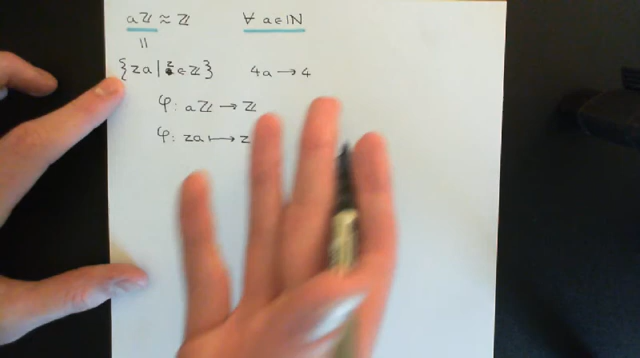 aℤ ≈ ℤ ∀ a∈ℕ
=
{za | z∈ℤ} 4a → 4
φ: aℤ → ℤ
φ: za ↦ z